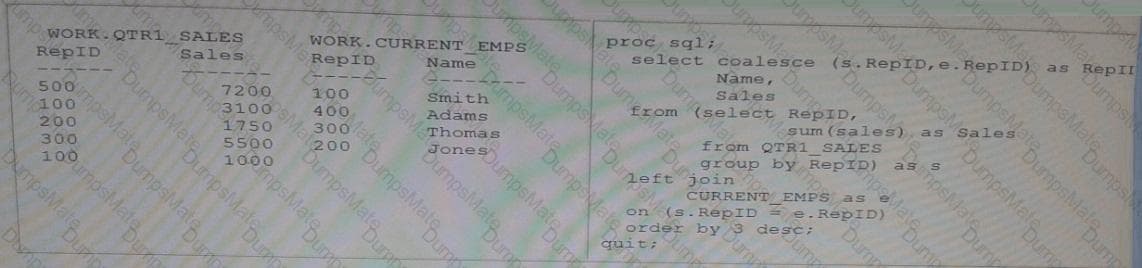 WORK.QTR1_SALES
RepID Sales
------ -------
500 7200
100 3100
200 1750
300 5500
100 1000
WORK.CURRENT_EMPS
RepID Name
------ --------
100 Smith
400 Adams
300 Thomas
200 Jones
proc sql;
select coalesce (s.RepID,e.RepID) as
Name,
Sales
from (select RepID,
sum(sales) as Sales
from QTR1_SALES
group by RepID) as s
left join
CURRENT_EMPS as e
on (s.RepID = e.RepID)
order by 3 desc;
quit;
DumpsMate